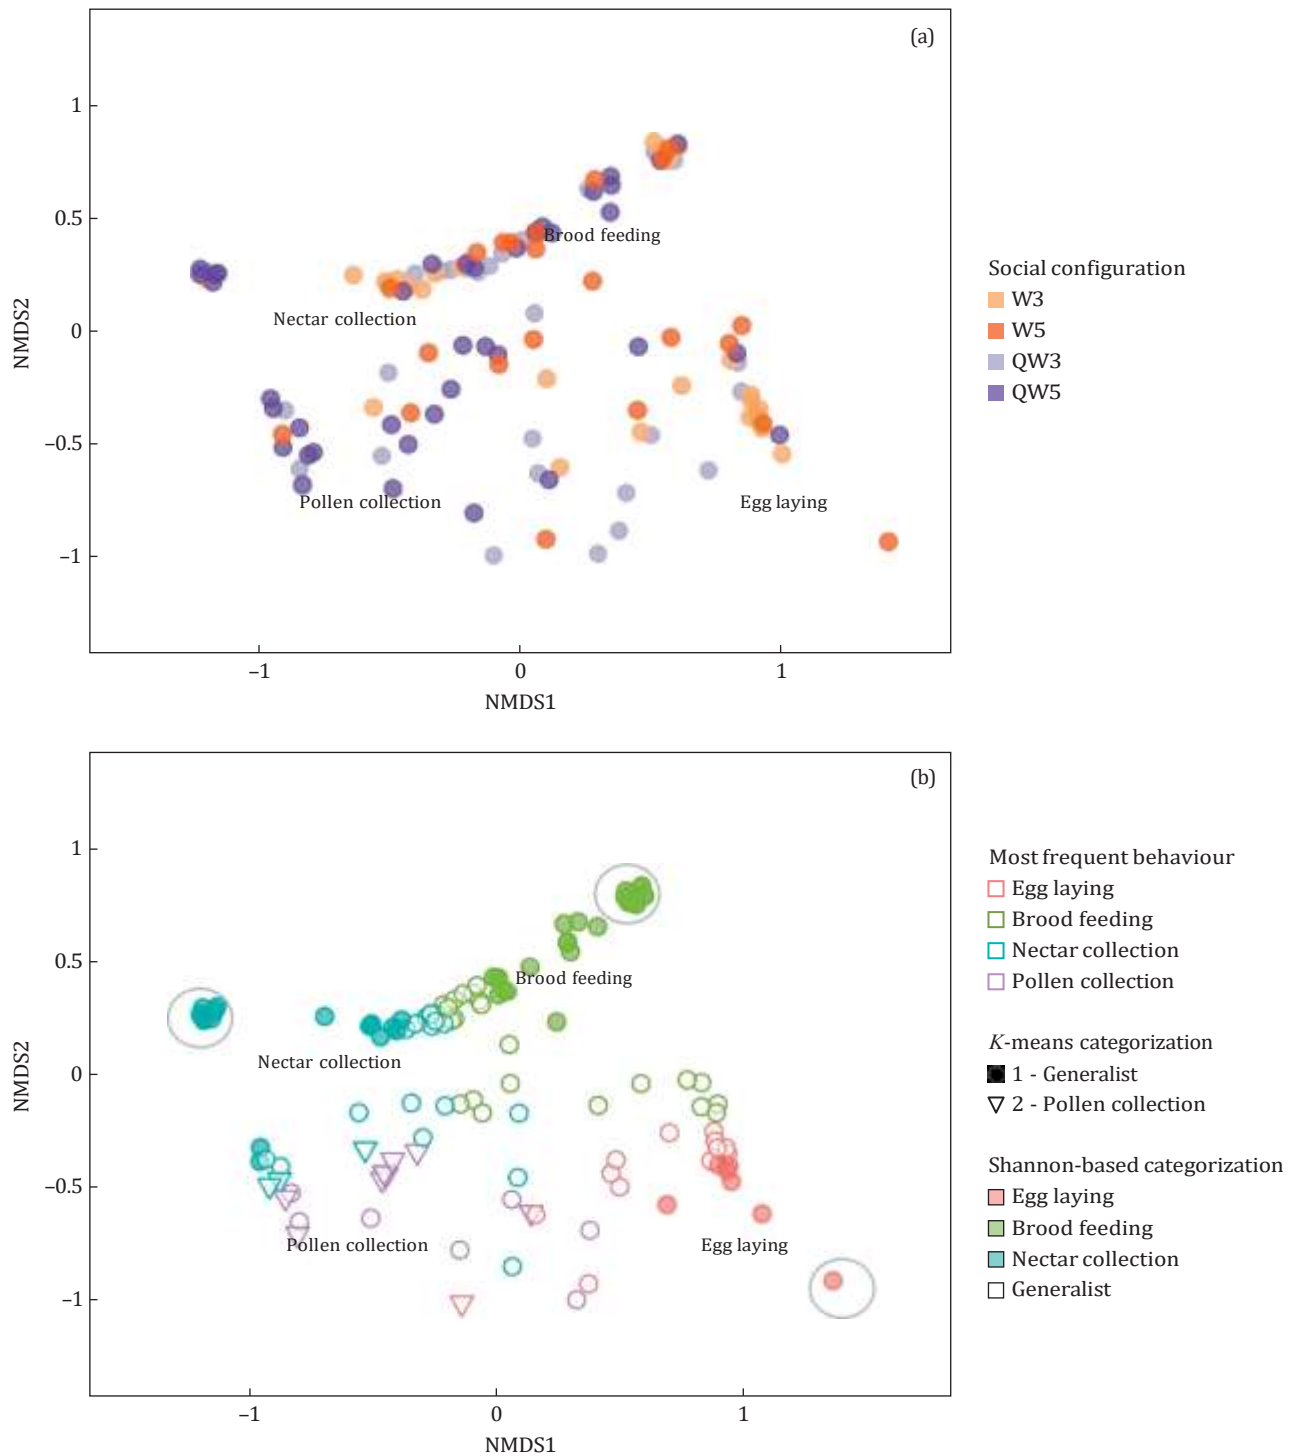 (a)
1
0.5
0
−0.5
−1
NMDS2
Brood feeding
Nectar collection
Pollen collection
Egg laying
−1
0
1
NMDS1
Social configuration
W3
W5
QW3
QW5
(b)
1
0.5
0
−0.5
−1
NMDS2
Brood feeding
Nectar collection
Pollen collection
Egg laying
−1
0
1
NMDS1
Most frequent behaviour
Egg laying
Brood feeding
Nectar collection
Pollen collection
K-means categorization
1 - Generalist
2 - Pollen collection
Shannon-based categorization
Egg laying
Brood feeding
Nectar collection
Generalist